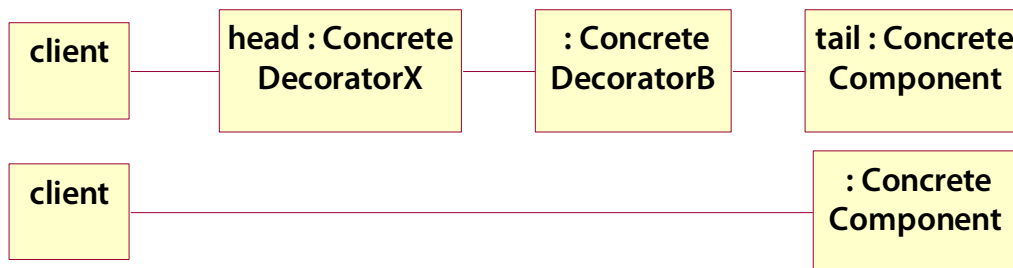 client
head : Concrete
DecoratorX
: Concrete
DecoratorB
tail : Concrete
Component
client
: Concrete
Component